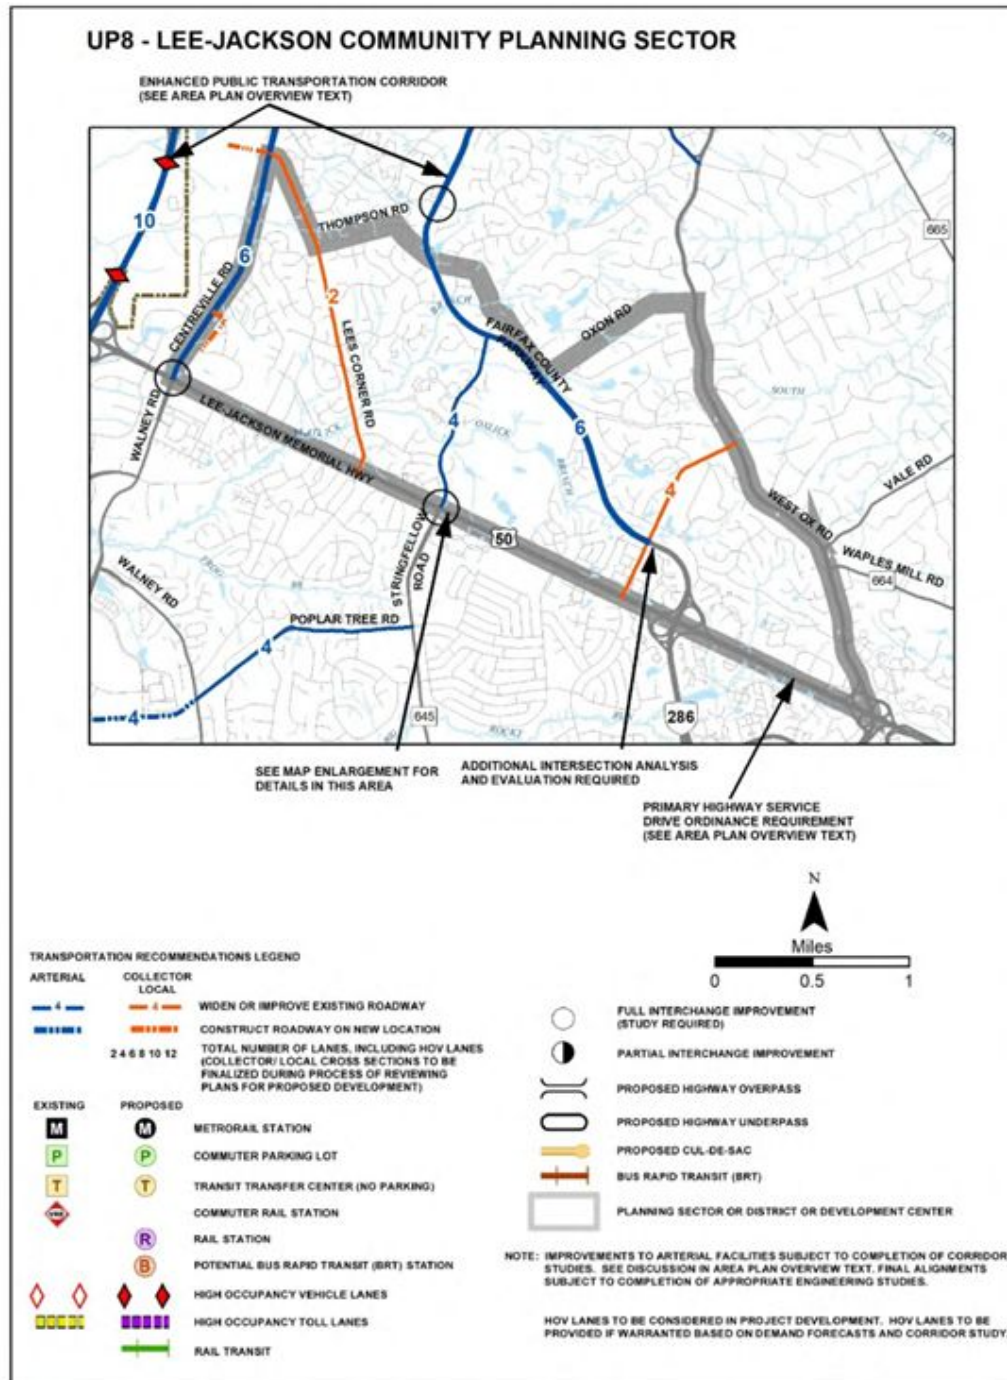 UP8 - LEE-JACKSON COMMUNITY PLANNING SECTOR
ENHANCED PUBLIC TRANSPORTATION CORRIDOR
(SEE AREA PLAN OVERVIEW TEXT)
10
6
THOMPSON RD
665
CENTREVILLE RD
2
LEES CORNER RD
BRANCH
FAIRFAX COUNTY
PARKWAY
OXON RD
SOUTH
WALNEY RD
LEE-JACKSON MEMORIAL HWY
4
OXLICK
6
BRANCH
4
WEST OX RD
VALE RD
50
STRINGFELLOW
ROAD
WAPLES MILL RD
664
WALNEY RD
FROG
POPLAR TREE RD
4
4
645
ROCKY
RUN
286
SEE MAP ENLARGEMENT FOR
DETAILS IN THIS AREA
ADDITIONAL INTERSECTION ANALYSIS
AND EVALUATION REQUIRED
PRIMARY HIGHWAY SERVICE
DRIVE ORDINANCE REQUIREMENT
(SEE AREA PLAN OVERVIEW TEXT)
N
Miles
0 0.5 1
TRANSPORTATION RECOMMENDATIONS LEGEND
ARTERIAL COLLECTOR
LOCAL
4 4 WIDEN OR IMPROVE EXISTING ROADWAY
CONSTRUCT ROADWAY ON NEW LOCATION
2 4 6 8 10 12 TOTAL NUMBER OF LANES, INCLUDING HOV LANES
(COLLECTOR/ LOCAL CROSS SECTIONS TO BE
FINALIZED DURING PROCESS OF REVIEWING
PLANS FOR PROPOSED DEVELOPMENT)
EXISTING PROPOSED
M M METRORAIL STATION
P P COMMUTER PARKING LOT
T T TRANSIT TRANSFER CENTER (NO PARKING)
VRE COMMUTER RAIL STATION
R RAIL STATION
B POTENTIAL BUS RAPID TRANSIT (BRT) STATION
HIGH OCCUPANCY VEHICLE LANES
HIGH OCCUPANCY TOLL LANES
RAIL TRANSIT
FULL INTERCHANGE IMPROVEMENT
(STUDY REQUIRED)
PARTIAL INTERCHANGE IMPROVEMENT
PROPOSED HIGHWAY OVERPASS
PROPOSED HIGHWAY UNDERPASS
PROPOSED CUL-DE-SAC
BUS RAPID TRANSIT (BRT)
PLANNING SECTOR OR DISTRICT OR DEVELOPMENT CENTER
NOTE: IMPROVEMENTS TO ARTERIAL FACILITIES SUBJECT TO COMPLETION OF CORRIDOR
STUDIES. SEE DISCUSSION IN AREA PLAN OVERVIEW TEXT. FINAL ALIGNMENTS
SUBJECT TO COMPLETION OF APPROPRIATE ENGINEERING STUDIES.
HOV LANES TO BE CONSIDERED IN PROJECT DEVELOPMENT. HOV LANES TO BE
PROVIDED IF WARRANTED BASED ON DEMAND FORECASTS AND CORRIDOR STUDY